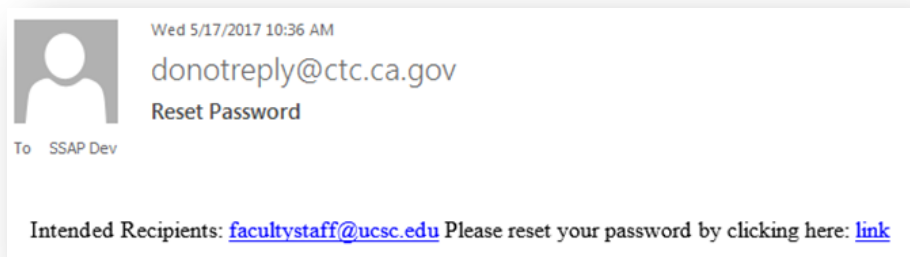 Wed 5/17/2017 10:36 AM
donotreply@ctc.ca.gov
Reset Password
To SSAP Dev
Intended Recipients: facultystaff@ucsc.edu Please reset your password by clicking here: link